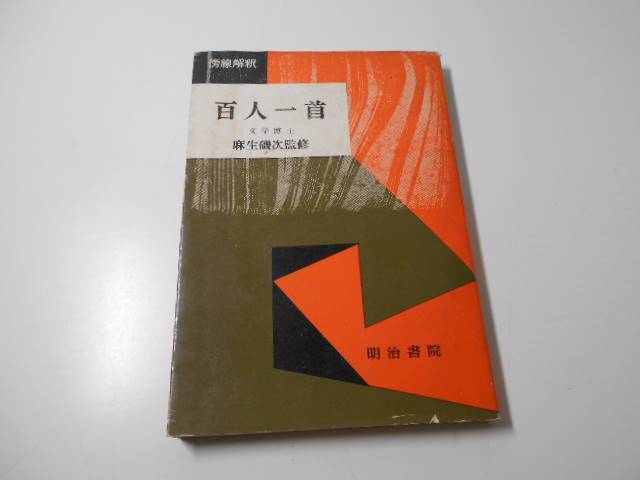 傍線解釈
百人一首
文学博士
麻生磯次監修
明治書院